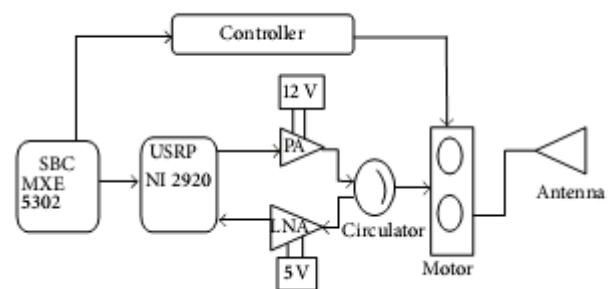 Controller
12 V
SBC
MXE
5302
USRP
NI 2920
PA
LNA
5 V
Circulator
Motor
Antenna